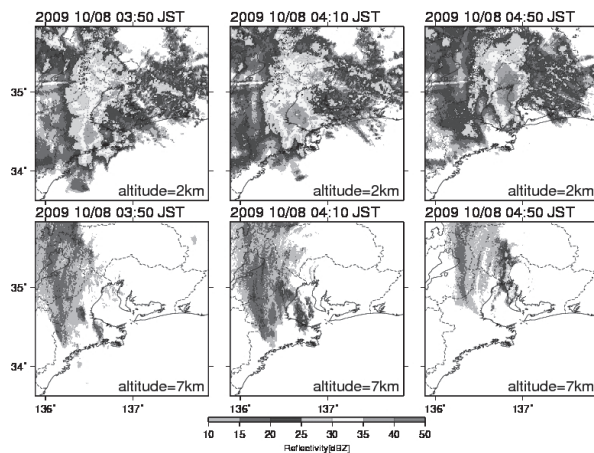 2009 10/08 03:50 JST
2009 10/08 04:10 JST
2009 10/08 04:50 JST
35°
34°
altitude=2km
altitude=2km
altitude=2km
2009 10/08 03:50 JST
2009 10/08 04:10 JST
2009 10/08 04:50 JST
35°
34°
altitude=7km
altitude=7km
altitude=7km
136° 137°
136° 137°
136° 137°
10 15 20 25 30 35 40 50
Reflectivity[dBZ]